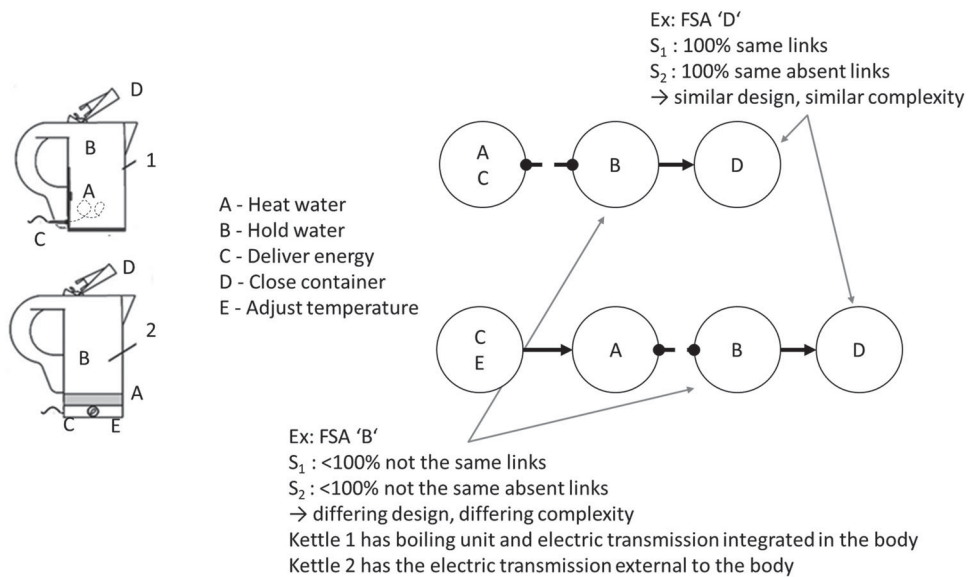 D
B
1
A
C
D
2
B
A
C
E
A - Heat water
B - Hold water
C - Deliver energy
D - Close container
E - Adjust temperature
Ex: FSA ‘D‘
S₁ : 100% same links
S₂ : 100% same absent links
→ similar design, similar complexity
A
C
B
D
C
E
A
B
D
Ex: FSA ‘B‘
S₁ : <100% not the same links
S₂ : <100% not the same absent links
→ differing design, differing complexity
Kettle 1 has boiling unit and electric transmission integrated in the body
Kettle 2 has the electric transmission external to the body